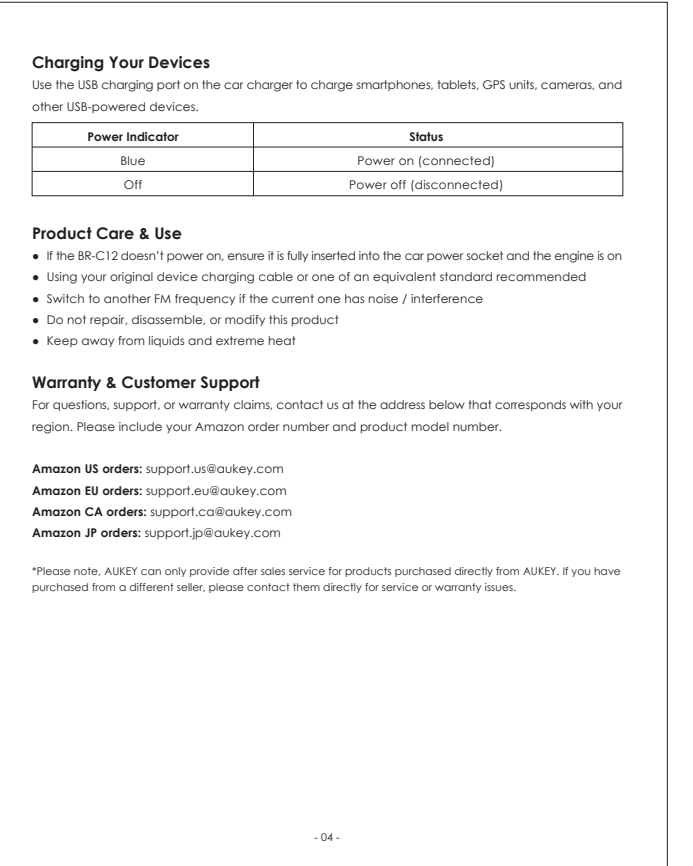 Charging Your Devices
Use the USB charging port on the car charger to charge smartphones, tablets, GPS units, cameras, and
other USB-powered devices.
Power Indicator Status
Blue Power on (connected)
Off Power off (disconnected)
Product Care & Use
● If the BR-C12 doesn’t power on, ensure it is fully inserted into the car power socket and the engine is on
● Using your original device charging cable or one of an equivalent standard recommended
● Switch to another FM frequency if the current one has noise / interference
● Do not repair, disassemble, or modify this product
● Keep away from liquids and extreme heat
Warranty & Customer Support
For questions, support, or warranty claims, contact us at the address below that corresponds with your
region. Please include your Amazon order number and product model number.
Amazon US orders: support.us@aukey.com
Amazon EU orders: support.eu@aukey.com
Amazon CA orders: support.ca@aukey.com
Amazon JP orders: support.jp@aukey.com
*Please note, AUKEY can only provide after sales service for products purchased directly from AUKEY. If you have
purchased from a different seller, please contact them directly for service or warranty issues.
- 04 -